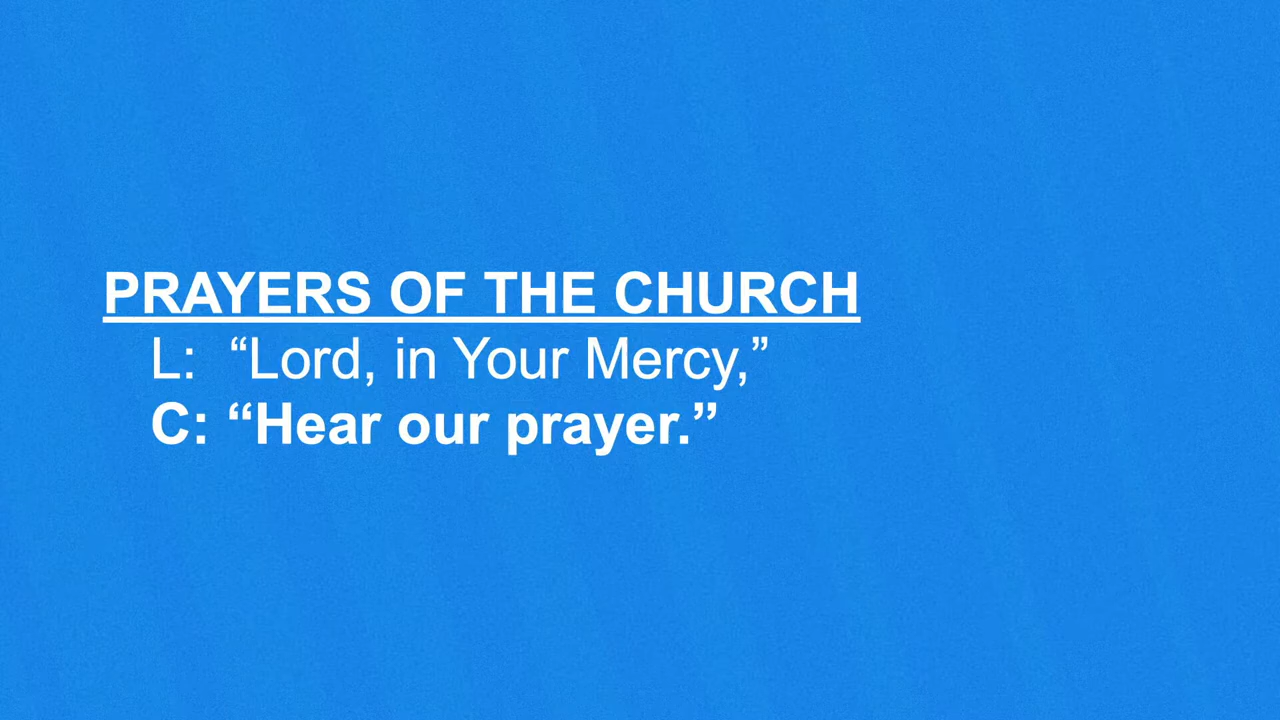 PRAYERS OF THE CHURCH
L: “Lord, in Your Mercy,”
C: “Hear our prayer.”